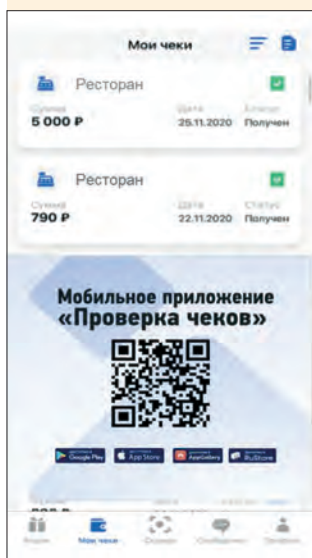 Мои чеки
Ресторан
Сумма Дата Статус
5 000 ₽ 25.11.2020 Получен
Ресторан
Сумма Дата Статус
790 ₽ 22.11.2020 Получен
Мобильное приложение
«Проверка чеков»
Google Play App Store AppGallery RuStore
Мои чеки